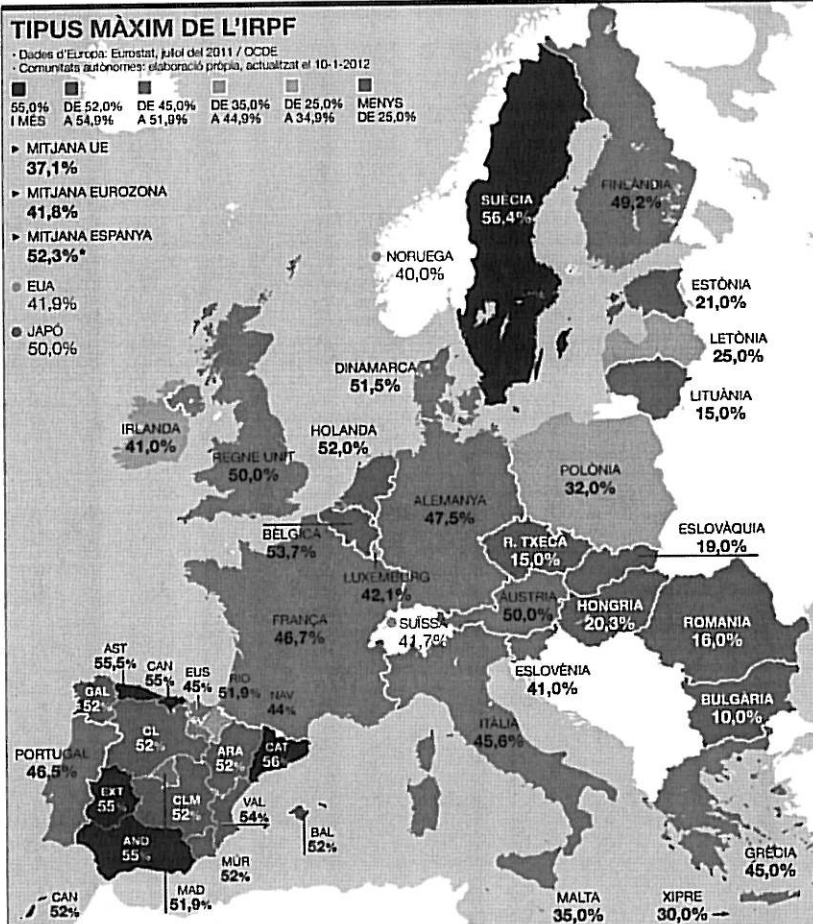 TIPUS MÀXIM DE L'IRPF
· Dades d'Europa: Eurostat, juliol del 2011 / OCDE
· Comunitats autònomes: elaboració pròpia, actualitzat el 10-1-2012
55,0% I MÉS
DE 52,0% A 54,9%
DE 45,0% A 51,9%
DE 35,0% A 44,9%
DE 25,0% A 34,9%
MENYS DE 25,0%
► MITJANA UE
37,1%
► MITJANA EUROZONA
41,8%
► MITJANA ESPANYA
52,3%*
EUA
41,9%
JAPÓ
50,0%
SUÈCIA
56,4%
FINLÀNDIA
49,2%
NORUEGA
40,0%
ESTÒNIA
21,0%
LETÒNIA
25,0%
LITUÀNIA
15,0%
DINAMARCA
51,5%
IRLANDA
41,0%
REGNE UNIT
50,0%
HOLANDA
52,0%
POLÒNIA
32,0%
ALEMANYA
47,5%
BÈLGICA
53,7%
R. TXECA
15,0%
ESLOVÀQUIA
19,0%
LUXEMBURG
42,1%
ÀUSTRIA
50,0%
HONGRIA
20,3%
FRANÇA
46,7%
SUÏSSA
41,7%
ROMANIA
16,0%
ESLOVÈNIA
41,0%
BULGÀRIA
10,0%
ITÀLIA
45,6%
AST
55,5%
CAN
55%
EUS
45%
RIO
51,9%
NAV
44%
GAL
52%
CL
52%
ARA
52%
CAT
56%
PORTUGAL
46,5%
EXT
55%
CLM
52%
VAL
54%
BAL
52%
AND
55%
MÚR
52%
MAD
51,9%
CAN
52%
GRÈCIA
45,0%
MALTA
35,0%
XIPRE
30,0%→